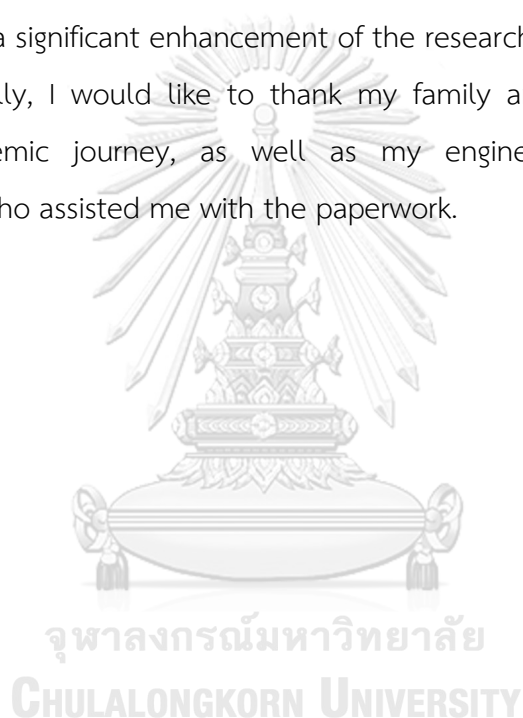 a significant enhancement of the research
lly, I would like to thank my family a
emic journey, as well as my engine
ho assisted me with the paperwork.
จุฬาลงกรณ์มหาวิทยาลัย
CHULALONGKORN UNIVERSITY